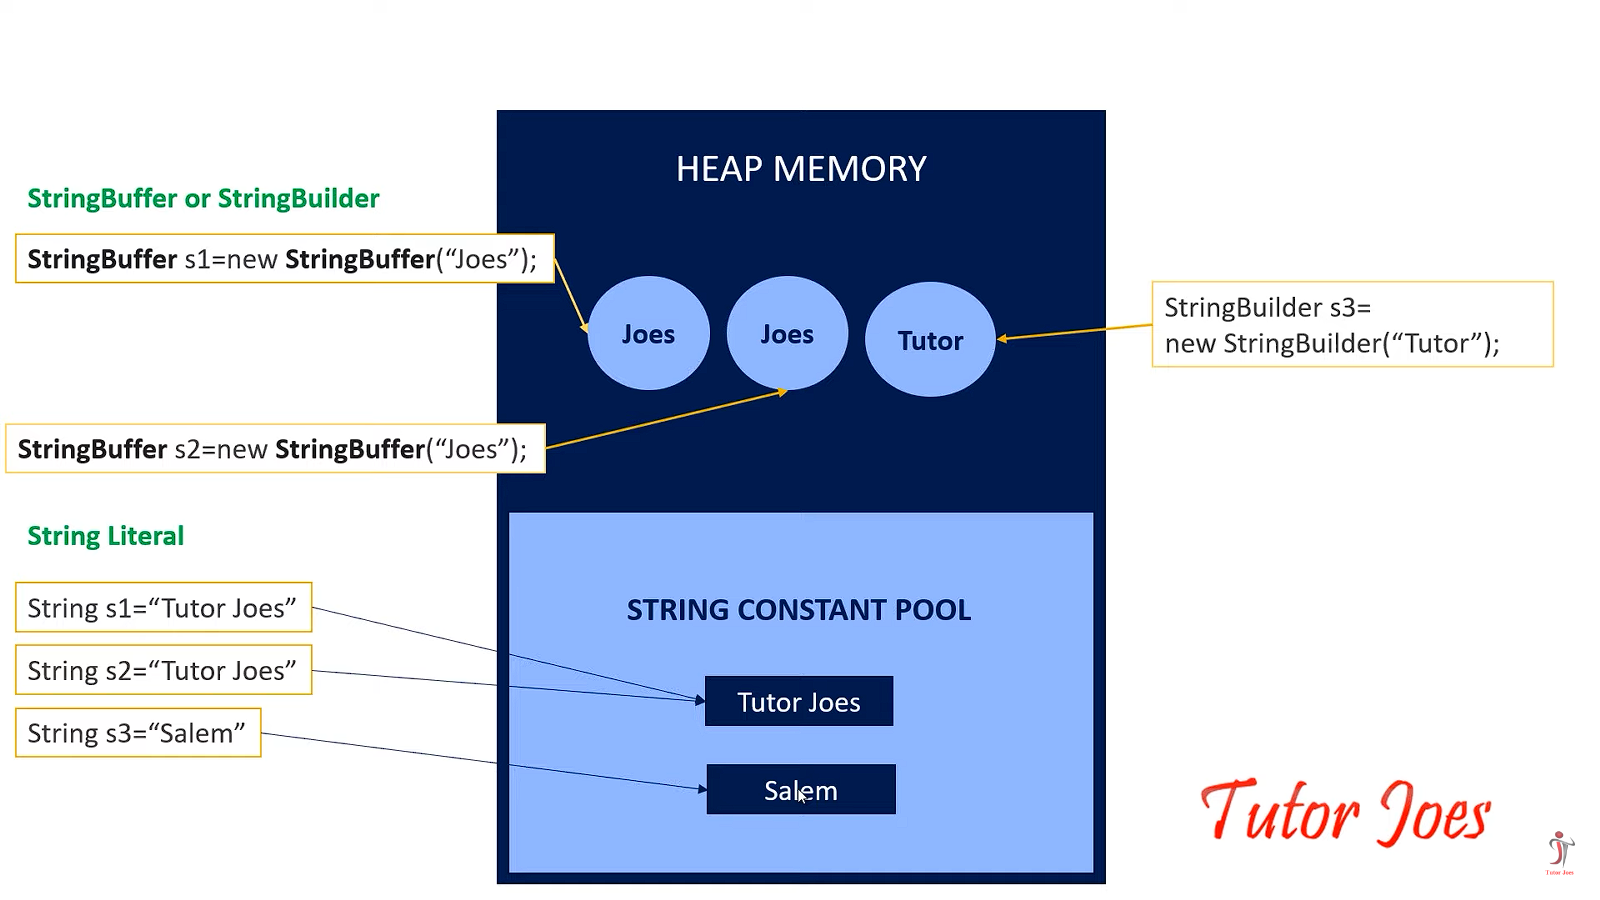 HEAP MEMORY
StringBuffer or StringBuilder
StringBuffer s1=new StringBuffer(“Joes”);
Joes
Joes
Tutor
StringBuilder s3=
new StringBuilder(“Tutor”);
StringBuffer s2=new StringBuffer(“Joes”);
String Literal
STRING CONSTANT POOL
String s1=“Tutor Joes”
String s2=“Tutor Joes”
String s3=“Salem”
Tutor Joes
Salem
Tutor Joes
Tutor Joes